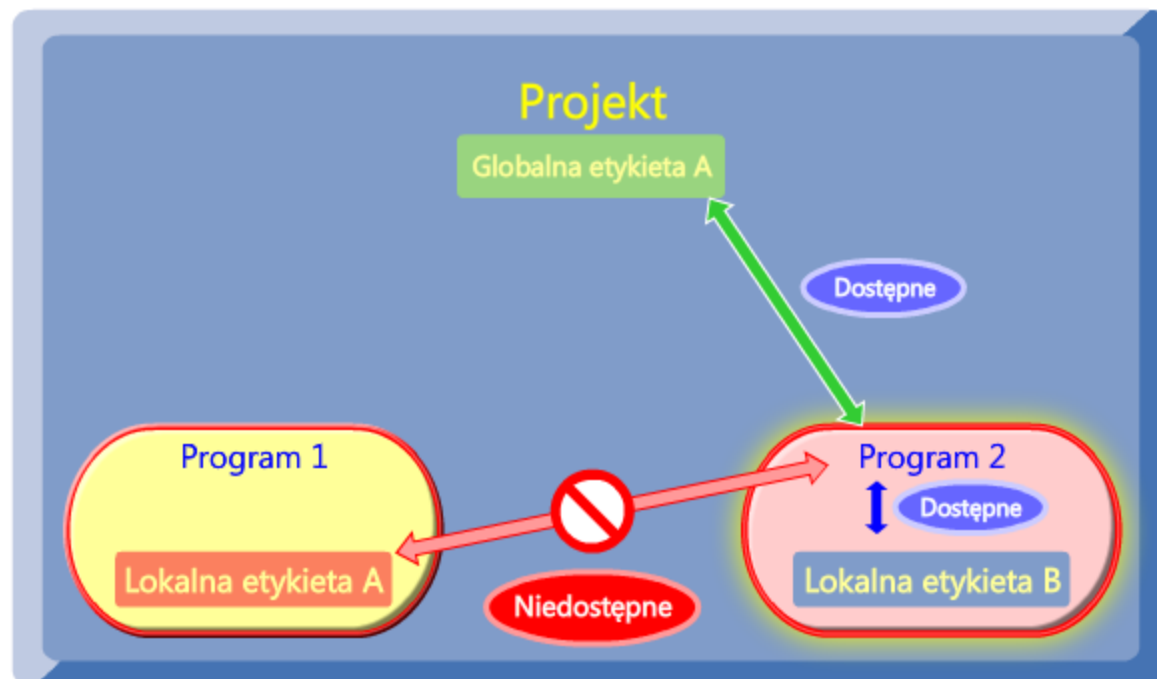 Projekt
Globalna etykieta A
Dostępne
Program 1
Program 2
Dostępne
Lokalna etykieta A
Lokalna etykieta B
Niedostępne